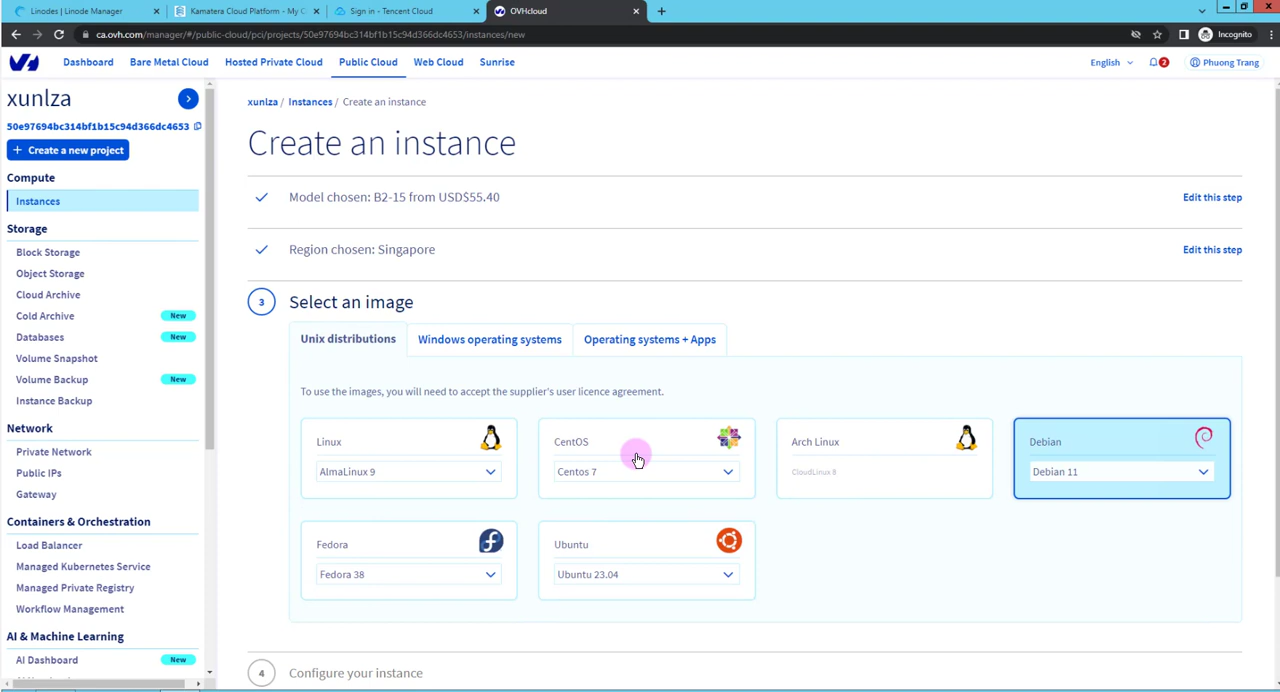 Linodes | Linode Manager
Kamatera Cloud Platform - My C
Sign in - Tencent Cloud
OVHcloud
ca.ovh.com/manager/#/public-cloud/pci/projects/50e97694bc314bf1b15c94d366dc4653/instances/new
Incognito
Dashboard
Bare Metal Cloud
Hosted Private Cloud
Public Cloud
Web Cloud
Sunrise
English
2
Phuong Trang
xunlza
50e97694bc314bf1b15c94d366dc4653
+ Create a new project
Compute
Instances
Storage
Block Storage
Object Storage
Cloud Archive
Cold Archive New
Databases New
Volume Snapshot
Volume Backup New
Instance Backup
Network
Private Network
Public IPs
Gateway
Containers & Orchestration
Load Balancer
Managed Kubernetes Service
Managed Private Registry
Workflow Management
AI & Machine Learning
AI Dashboard New
xunlza / Instances / Create an instance
Create an instance
Model chosen: B2-15 from USD$55.40
Edit this step
Region chosen: Singapore
Edit this step
3 Select an image
Unix distributions
Windows operating systems
Operating systems + Apps
To use the images, you will need to accept the supplier's user licence agreement.
Linux
AlmaLinux 9
CentOS
Centos 7
Arch Linux
CloudLinux 8
Debian
Debian 11
Fedora
Fedora 38
Ubuntu
Ubuntu 23.04
4 Configure your instance